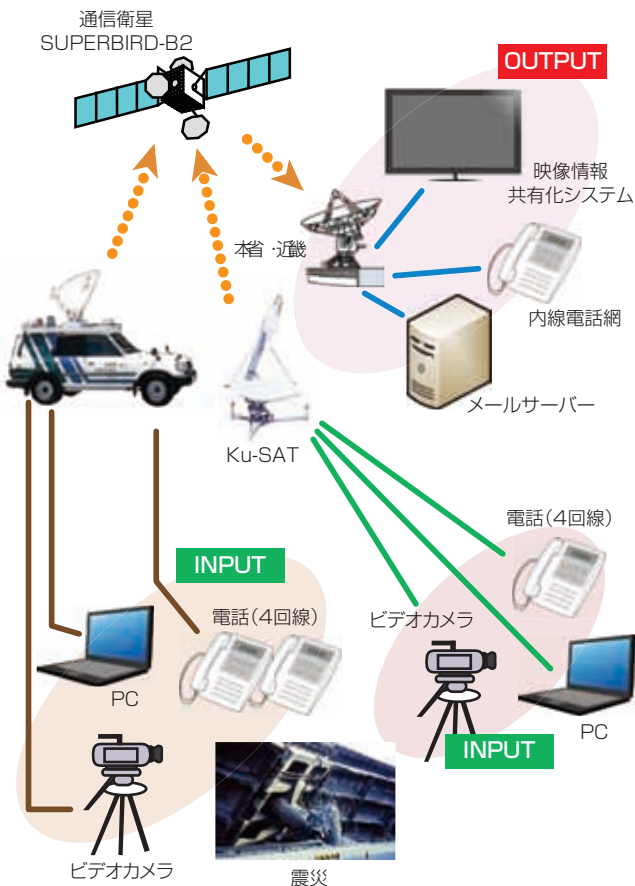 通信衛星
SUPERBIRD-B2
OUTPUT
映像情報
共有化システム
本省・近畿
内線電話網
メールサーバー
Ku-SAT
電話（4回線）
INPUT
電話（4回線）
ビデオカメラ
PC
PC
INPUT
ビデオカメラ
震災